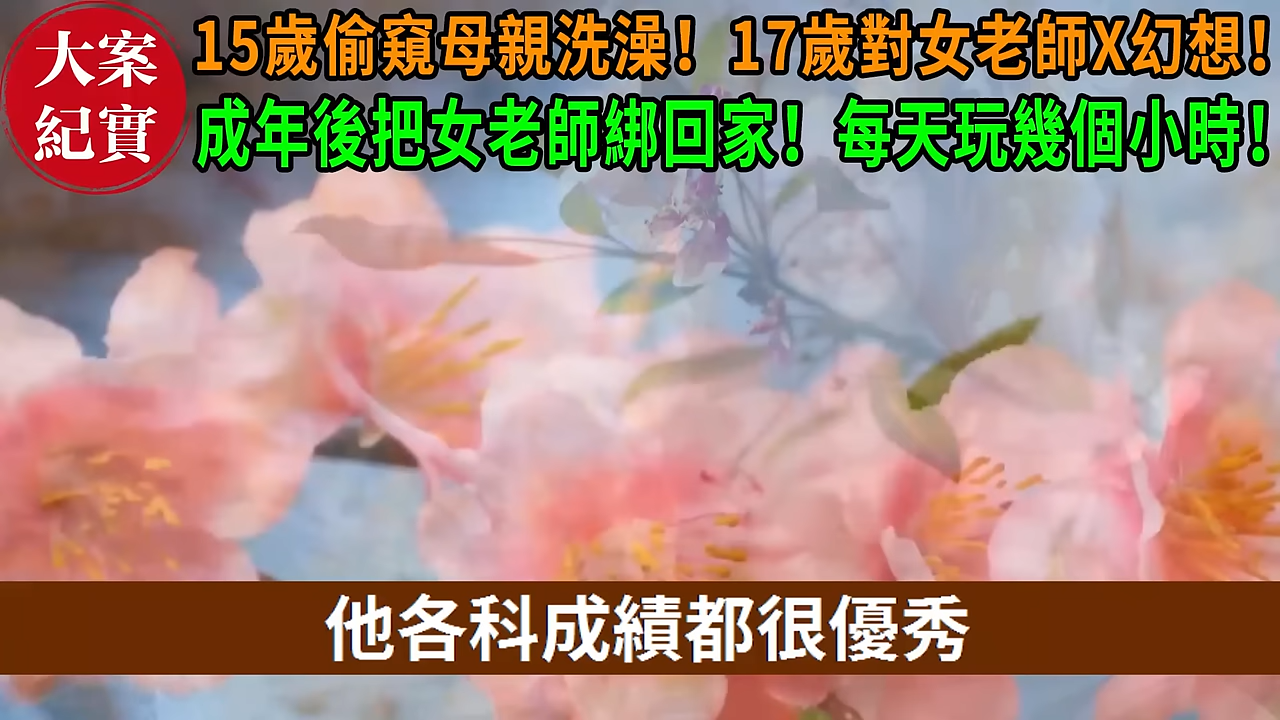 大案
紀實
15歲偷窺母親洗澡！17歲對女老師X幻想！
成年後把女老師綁回家！每天玩幾個小時！
他各科成績都很優秀